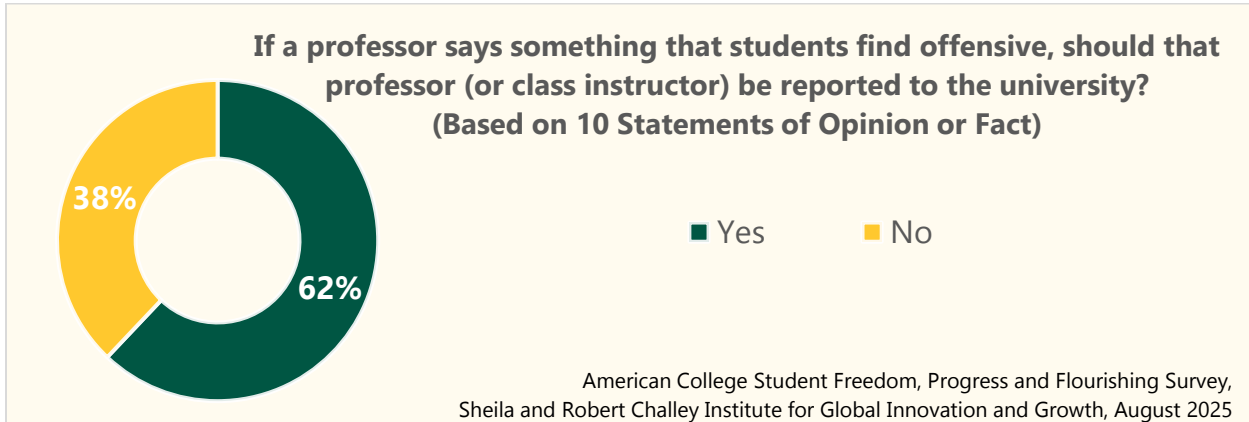 If a professor says something that students find offensive, should that
professor (or class instructor) be reported to the university?
(Based on 10 Statements of Opinion or Fact)
38%
62%
Yes
No
American College Student Freedom, Progress and Flourishing Survey,
Sheila and Robert Challey Institute for Global Innovation and Growth, August 2025